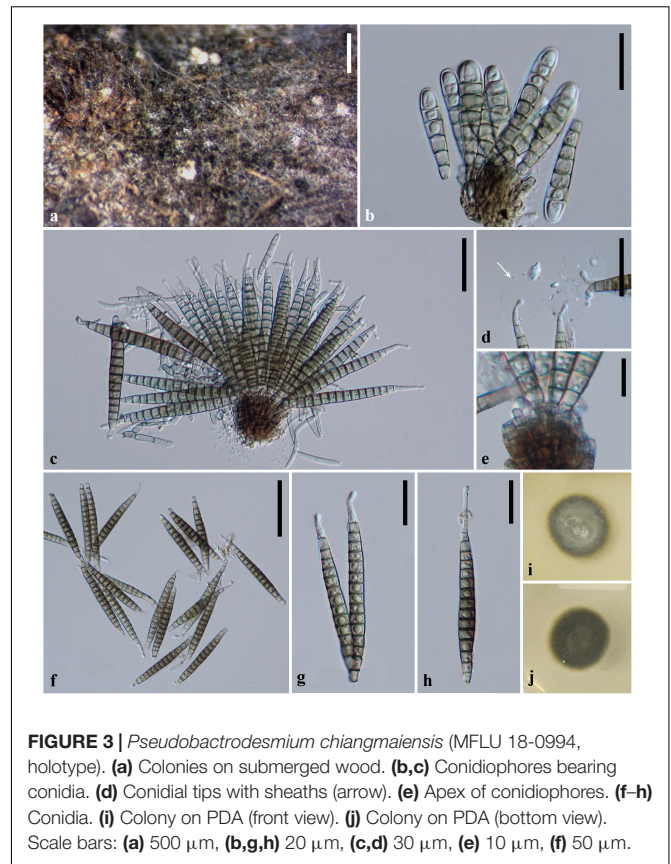 a
b
c
d
e
f
g
h
i
j
FIGURE 3 | Pseudobactrodesmium chiangmaiensis (MFLU 18-0994,
holotype). (a) Colonies on submerged wood. (b,c) Conidiophores bearing
conidia. (d) Conidial tips with sheaths (arrow). (e) Apex of conidiophores. (f–h)
Conidia. (i) Colony on PDA (front view). (j) Colony on PDA (bottom view).
Scale bars: (a) 500 μm, (b,g,h) 20 μm, (c,d) 30 μm, (e) 10 μm, (f) 50 μm.